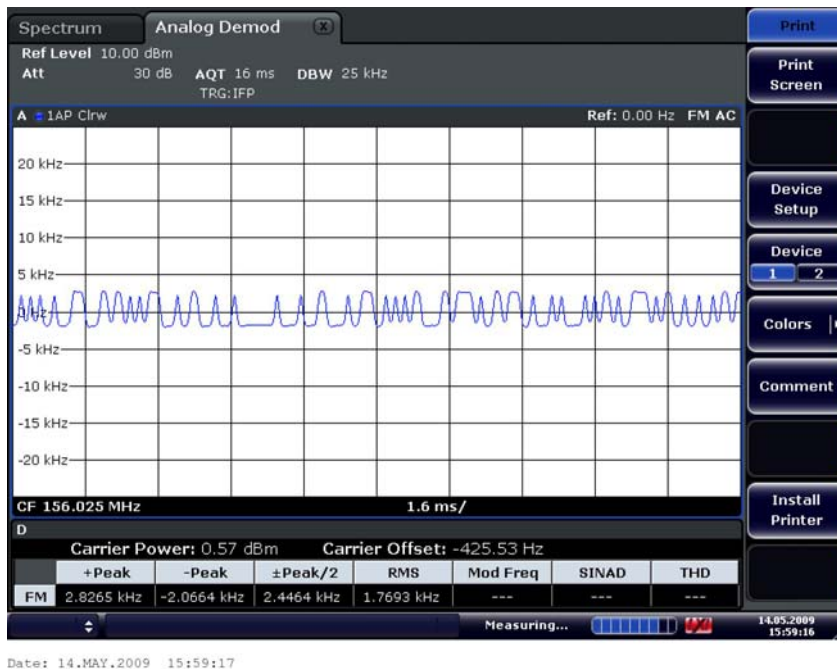 Spectrum Analog Demod X
Ref Level 10.00 dBm
Att 30 dB AQT 16 ms DBW 25 kHz
TRG:IFP
A 1AP Clrw Ref: 0.00 Hz FM AC
20 kHz
15 kHz
10 kHz
5 kHz
-5 kHz
-10 kHz
-15 kHz
-20 kHz
CF 156.025 MHz 1.6 ms/
D
Carrier Power: 0.57 dBm Carrier Offset: -425.53 Hz
+Peak -Peak ±Peak/2 RMS Mod Freq SINAD THD
FM 2.8265 kHz -2.0664 kHz 2.4464 kHz 1.7693 kHz --- --- ---
Measuring...
14.05.2009
15:59:16
Print
Print
Screen
Device
Setup
Device
1 2
Colors
Comment
Install
Printer
Date: 14.MAY.2009 15:59:17